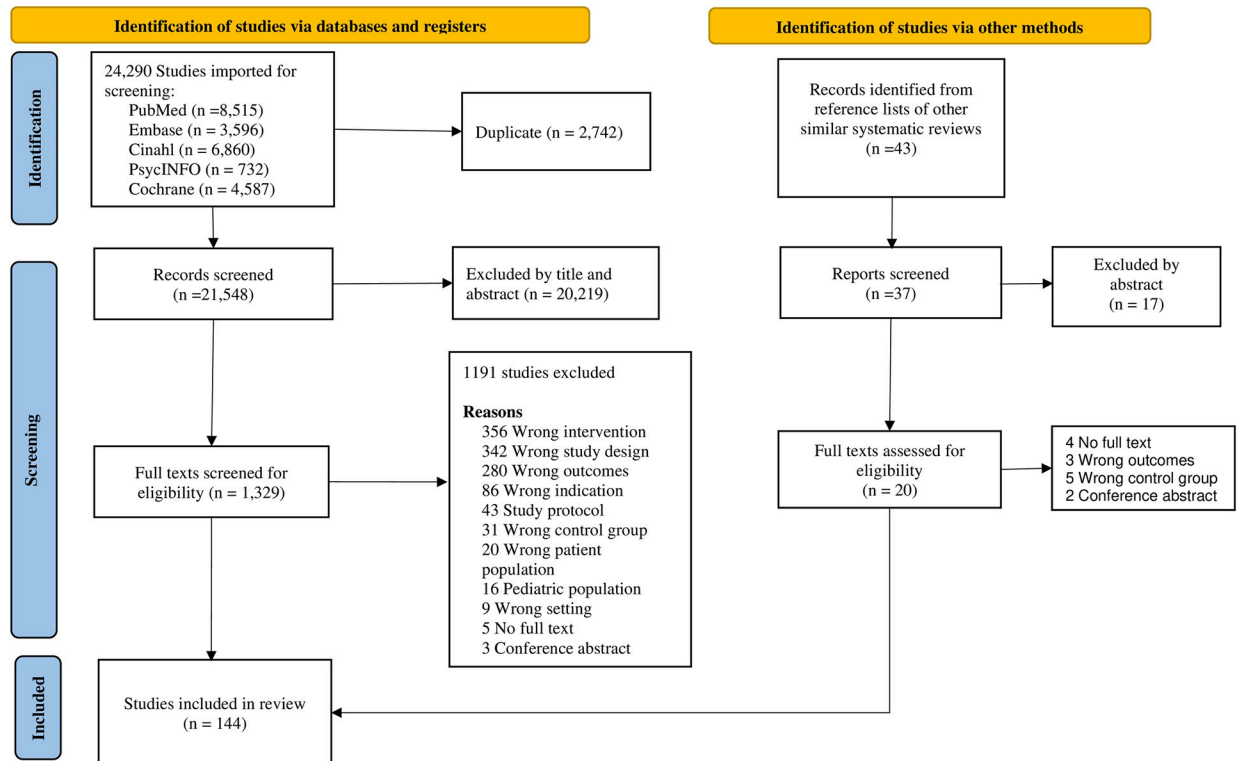 Identification of studies via databases and registers
Identification of studies via other methods
Identification
24,290 Studies imported for
screening:
PubMed (n =8,515)
Embase (n = 3,596)
Cinahl (n = 6,860)
PsycINFO (n = 732)
Cochrane (n = 4,587)
Duplicate (n = 2,742)
Records identified from
reference lists of other
similar systematic reviews
(n =43)
Screening
Records screened
(n =21,548)
Excluded by title and
abstract (n = 20,219)
Reports screened
(n =37)
Excluded by
abstract
(n = 17)
Full texts screened for
eligibility (n = 1,329)
1191 studies excluded
Reasons
356 Wrong intervention
342 Wrong study design
280 Wrong outcomes
86 Wrong indication
43 Study protocol
31 Wrong control group
20 Wrong patient
population
16 Pediatric population
9 Wrong setting
5 No full text
3 Conference abstract
Full texts assessed for
eligibility
(n = 20)
4 No full text
3 Wrong outcomes
5 Wrong control group
2 Conference abstract
Included
Studies included in review
(n = 144)